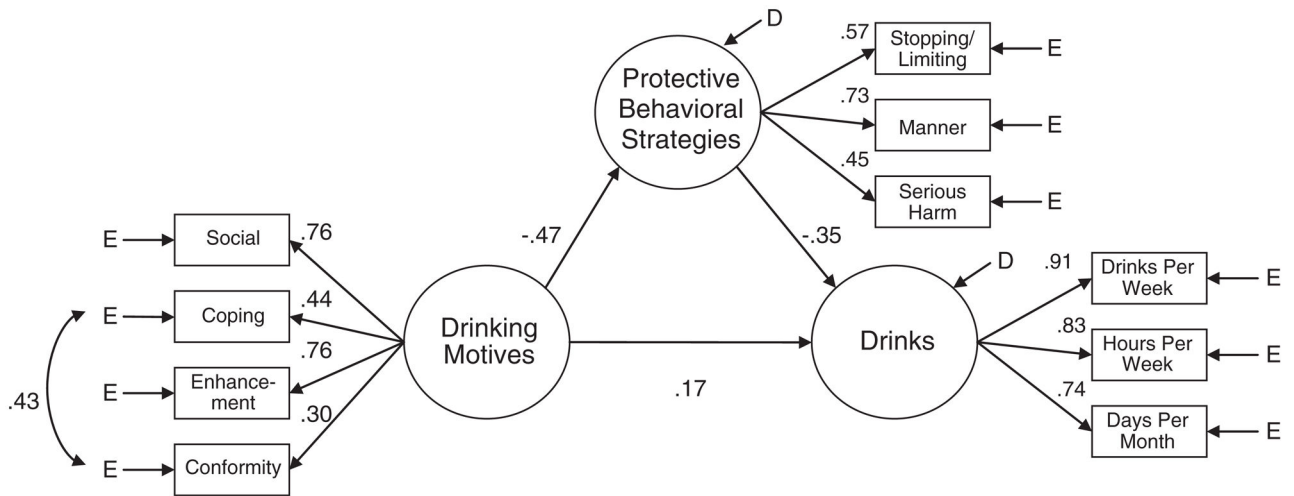 D
.57
Stopping/
Limiting
E
Protective
Behavioral
Strategies
.73
Manner
E
.45
Serious
Harm
E
-.47
-.35
E
Social
.76
D
.91
Drinks Per
Week
E
E
Coping
.44
Drinking
Motives
Drinks
.83
Hours Per
Week
E
.76
E
Enhance-
ment
.43
.17
.74
Days Per
Month
E
.30
E
Conformity